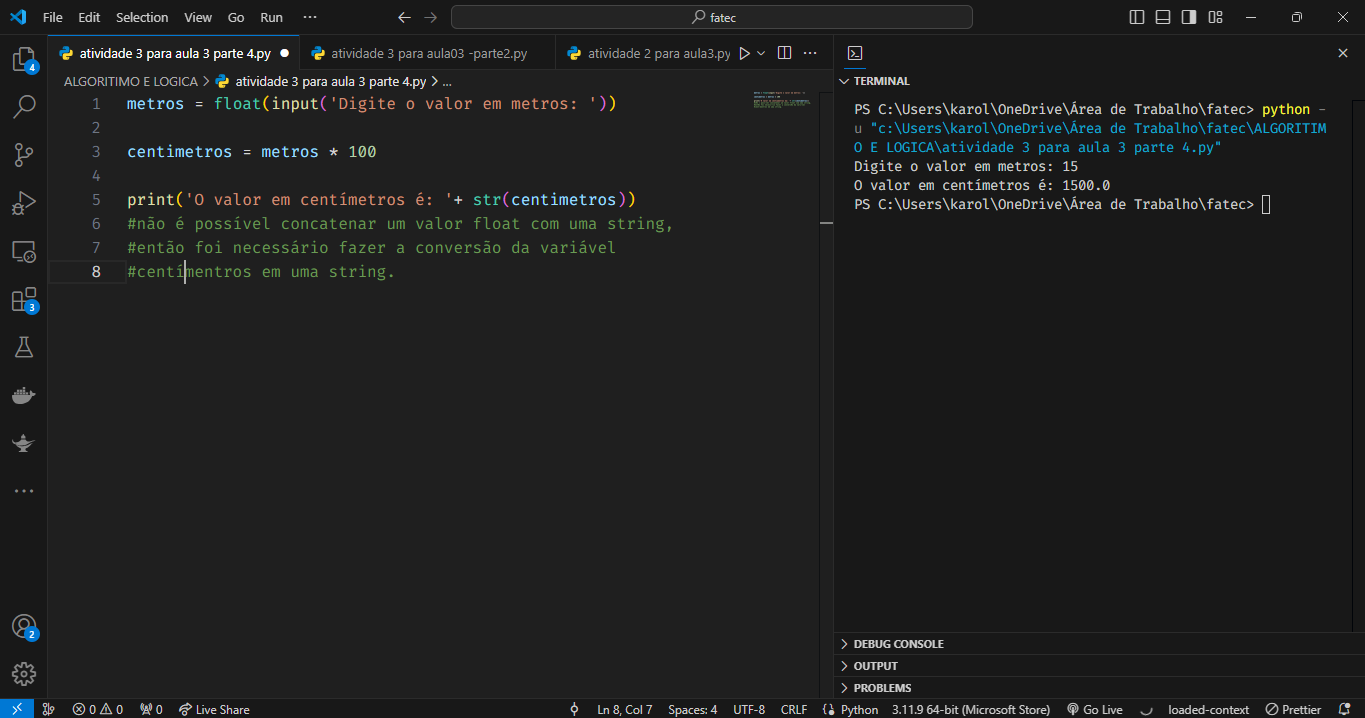 File Edit Selection View Go Run ··· fatec
atividade 3 para aula 3 parte 4.py ● atividade 3 para aula03 -parte2.py atividade 2 para aula3.py
ALGORITIMO E LOGICA > atividade 3 para aula 3 parte 4.py > ...
1 metros = float(input('Digite o valor em metros: '))
2
3 centimetros = metros * 100
4
5 print('O valor em centímetros é: '+ str(centimetros))
6 #não é possível concatenar um valor float com uma string,
7 #então foi necessário fazer a conversão da variável
8 #centímentros em uma string.
TERMINAL
PS C:\Users\karol\OneDrive\Área de Trabalho\fatec> python -
u "c:\Users\karol\OneDrive\Área de Trabalho\fatec\ALGORITIM
O E LOGICA\atividade 3 para aula 3 parte 4.py"
Digite o valor em metros: 15
O valor em centímetros é: 1500.0
PS C:\Users\karol\OneDrive\Área de Trabalho\fatec>
DEBUG CONSOLE
OUTPUT
PROBLEMS
4
3
2
0 0 0 Live Share Ln 8, Col 7 Spaces: 4 UTF-8 CRLF Python 3.11.9 64-bit (Microsoft Store) Go Live loaded-context Prettier